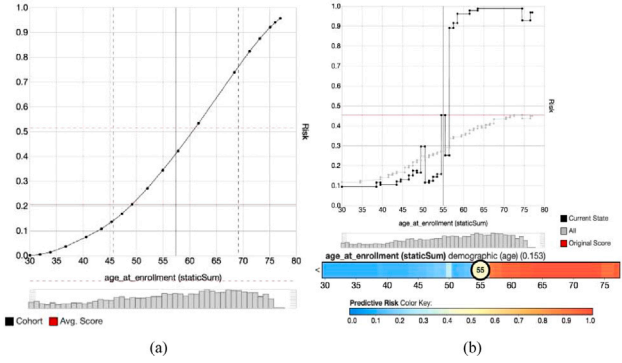 1.0
0.9
0.8
0.7
0.6
0.5
0.4
0.3
0.2
0.1
0.0
30 35 40 45 50 55 60 65 70 75 80
Risk
age_at_enrollment (staticSum)
Cohort Avg. Score
(a)
1.0
0.9
0.8
0.7
0.6
0.5
0.4
0.3
0.2
0.1
0.0
30 35 40 45 50 55 60 65 70 75 80
Risk
age_at_enrollment (staticSum)
Current State
All
Original Score
age_at_enrollment (staticSum) demographic (age) (0.153)
<
55
30 35 40 45 50 55 60 65 70 75
Predictive Risk Color Key:
0.0 0.1 0.2 0.3 0.4 0.5 0.6 0.7 0.8 0.9 1.0
(b)